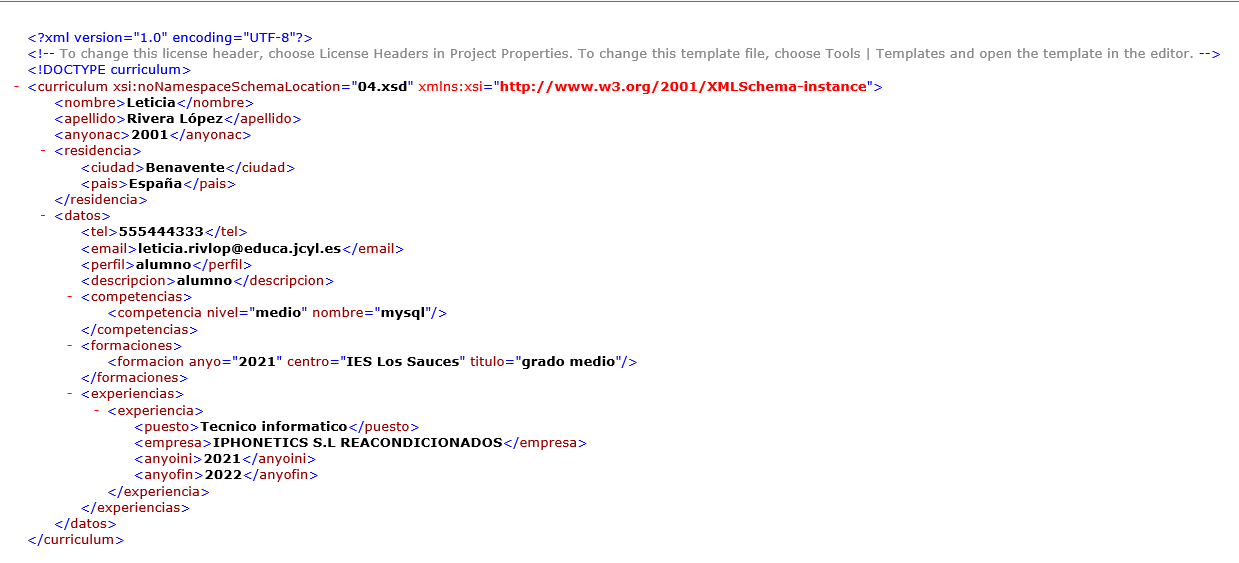 <?xml version="1.0" encoding="UTF-8"?>
<!-- To change this license header, choose License Headers in Project Properties. To change this template file, choose Tools | Templates and open the template in the editor. -->
<!DOCTYPE curriculum>
- <curriculum xsi:noNamespaceSchemaLocation="04.xsd" xmlns:xsi="http://www.w3.org/2001/XMLSchema-instance">
<nombre>Leticia</nombre>
<apellido>Rivera López</apellido>
<anyonac>2001</anyonac>
- <residencia>
<ciudad>Benavente</ciudad>
<pais>España</pais>
</residencia>
- <datos>
<tel>555444333</tel>
<email>leticia.rivlop@educa.jcyl.es</email>
<perfil>alumno</perfil>
<descripcion>alumno</descripcion>
- <competencias>
<competencia nivel="medio" nombre="mysql"/>
</competencias>
- <formaciones>
<formacion anyo="2021" centro="IES Los Sauces" titulo="grado medio"/>
</formaciones>
- <experiencias>
- <experiencia>
<puesto>Tecnico informatico</puesto>
<empresa>IPHONETICS S.L REACONDICIONADOS</empresa>
<anyoini>2021</anyoini>
<anyofin>2022</anyofin>
</experiencia>
</experiencias>
</datos>
</curriculum>